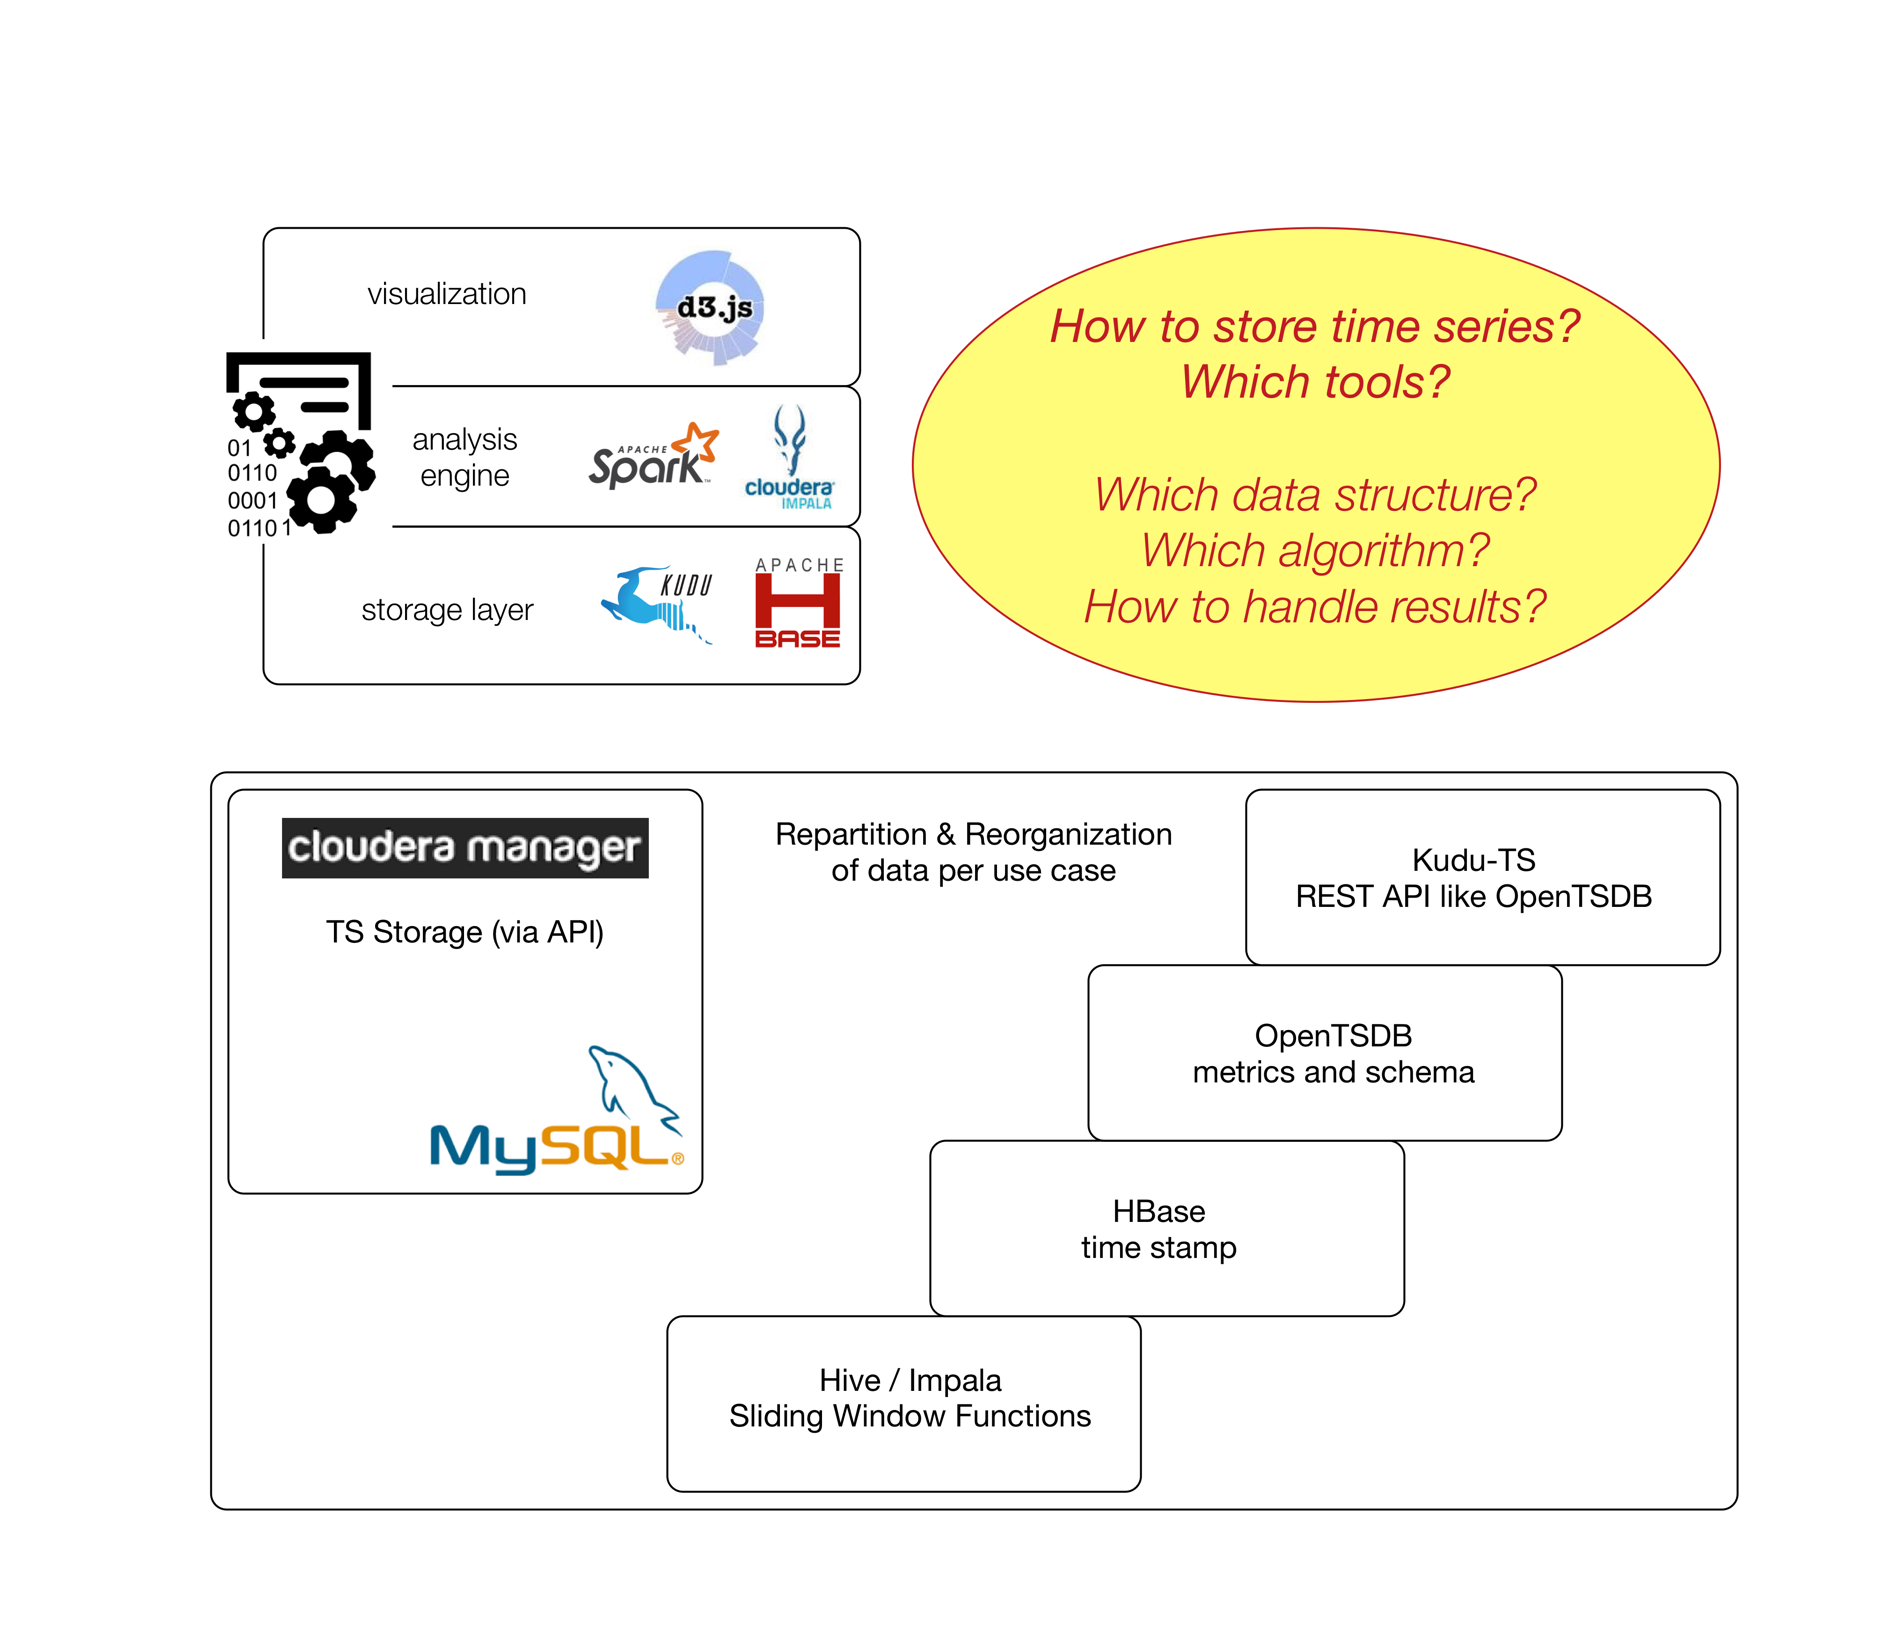 visualization
d3.js
analysis
engine
APACHE
Spark™
cloudera
IMPALA
01
0110
0001
01101
storage layer
KUDU
APACHE
H
BASE
How to store time series?
Which tools?
Which data structure?
Which algorithm?
How to handle results?
cloudera manager
TS Storage (via API)
MySQL®
Repartition & Reorganization
of data per use case
Kudu-TS
REST API like OpenTSDB
OpenTSDB
metrics and schema
HBase
time stamp
Hive / Impala
Sliding Window Functions